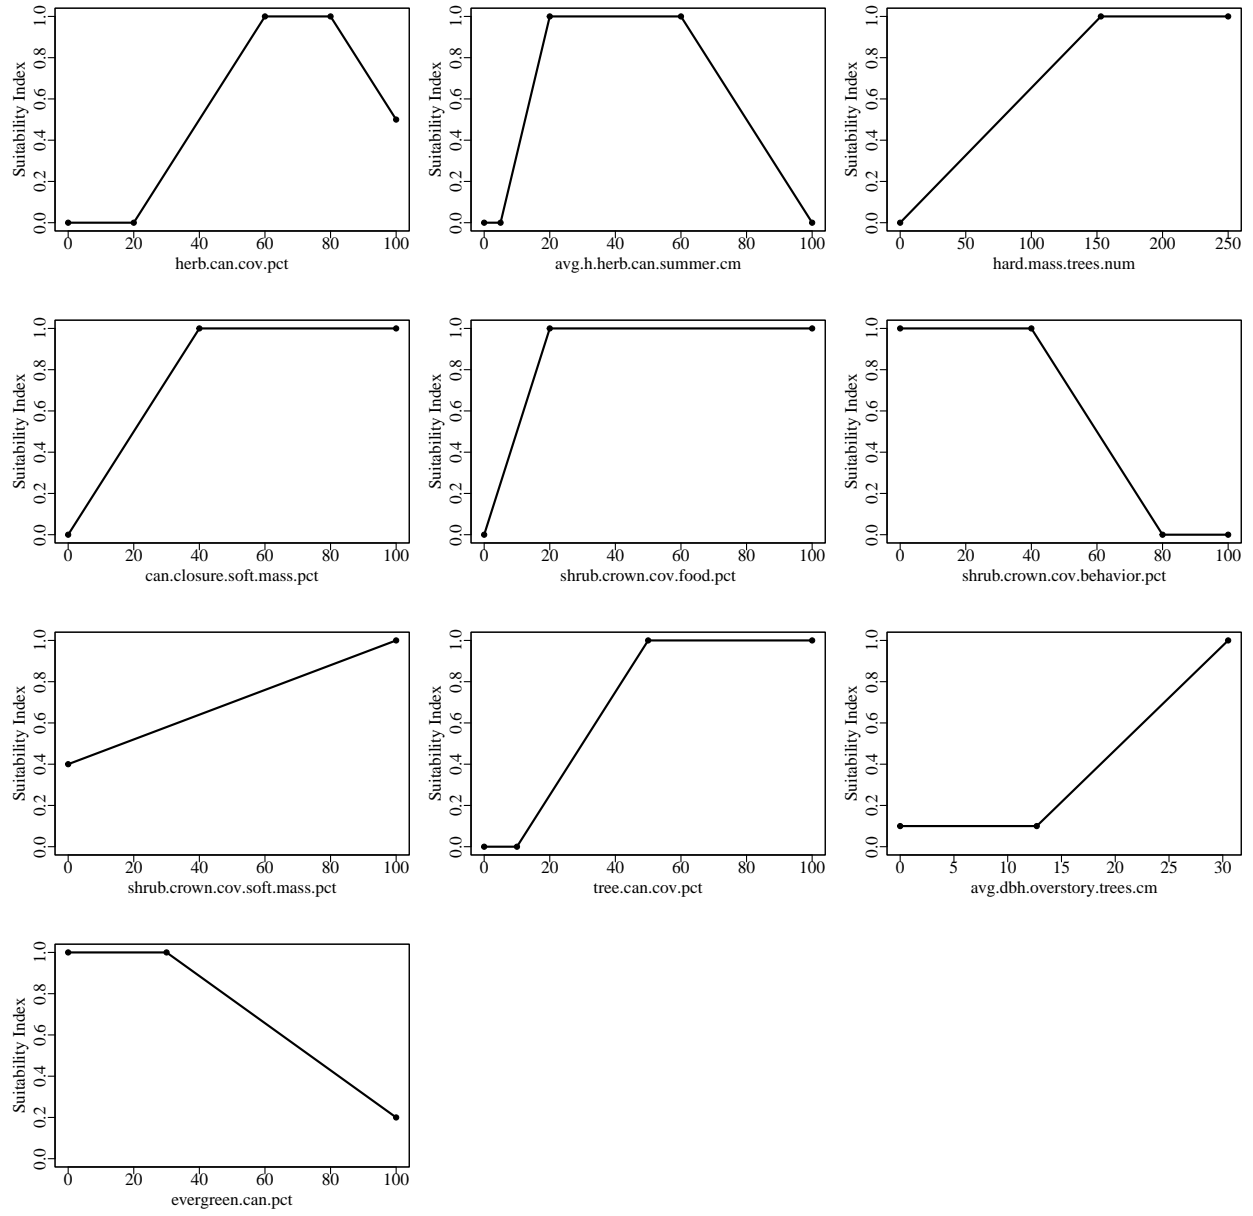 Suitability Index
0.0 0.2 0.4 0.6 0.8 1.0
0 20 40 60 80 100
herb.can.cov.pct
Suitability Index
0.0 0.2 0.4 0.6 0.8 1.0
0 20 40 60 80 100
avg.h.herb.can.summer.cm
Suitability Index
0.0 0.2 0.4 0.6 0.8 1.0
0 50 100 150 200 250
hard.mass.trees.num
Suitability Index
0.0 0.2 0.4 0.6 0.8 1.0
0 20 40 60 80 100
can.closure.soft.mass.pct
Suitability Index
0.0 0.2 0.4 0.6 0.8 1.0
0 20 40 60 80 100
shrub.crown.cov.food.pct
Suitability Index
0.0 0.2 0.4 0.6 0.8 1.0
0 20 40 60 80 100
shrub.crown.cov.behavior.pct
Suitability Index
0.0 0.2 0.4 0.6 0.8 1.0
0 20 40 60 80 100
shrub.crown.cov.soft.mass.pct
Suitability Index
0.0 0.2 0.4 0.6 0.8 1.0
0 20 40 60 80 100
tree.can.cov.pct
Suitability Index
0.0 0.2 0.4 0.6 0.8 1.0
0 5 10 15 20 25 30
avg.dbh.overstory.trees.cm
Suitability Index
0.0 0.2 0.4 0.6 0.8 1.0
0 20 40 60 80 100
evergreen.can.pct